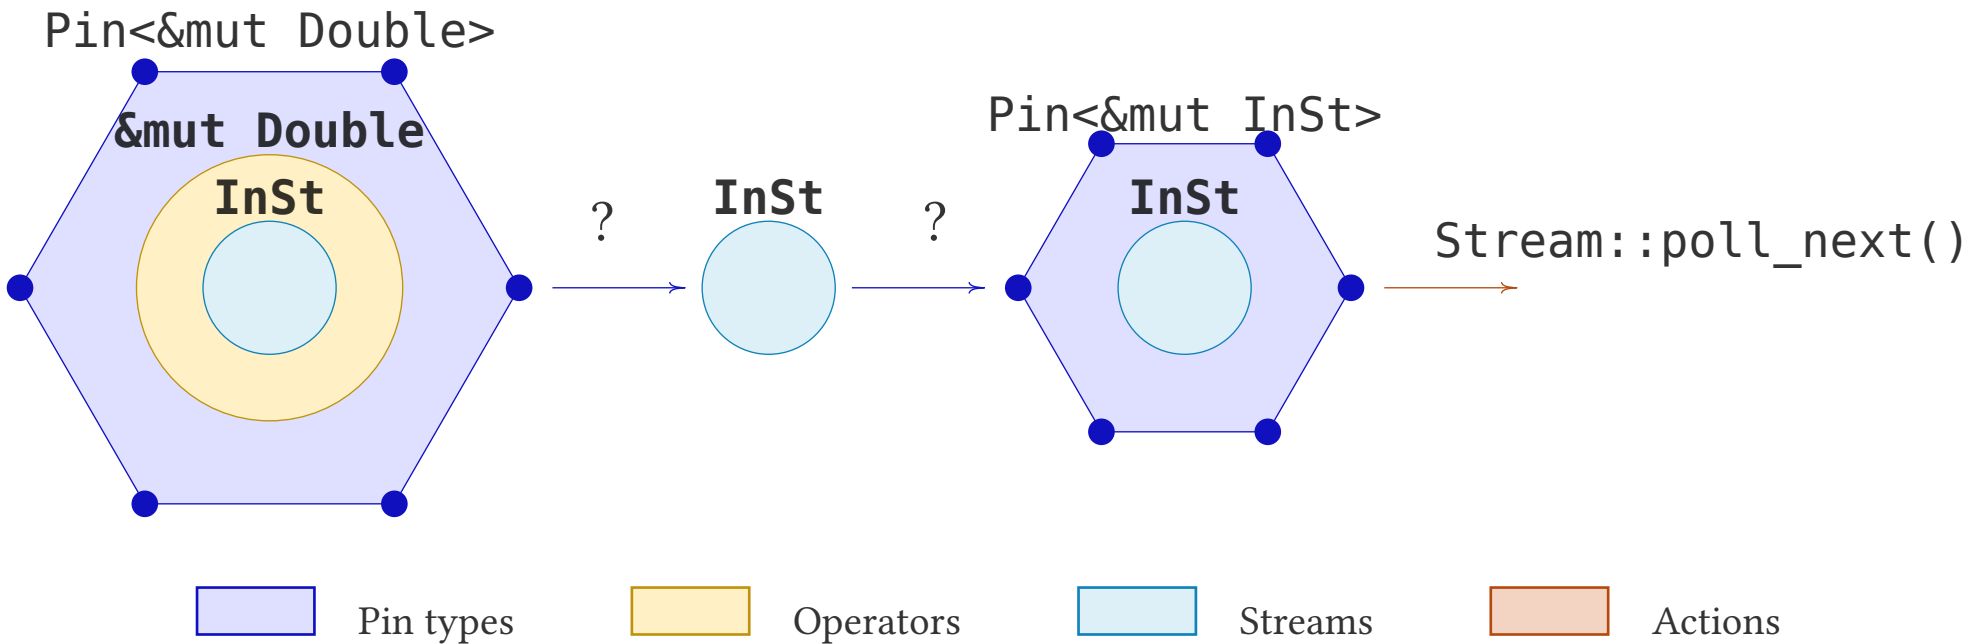 Pin<&mut Double>
&mut Double
InSt
?
InSt
?
Pin<&mut InSt>
InSt
Stream::poll_next()
Pin types
Operators
Streams
Actions